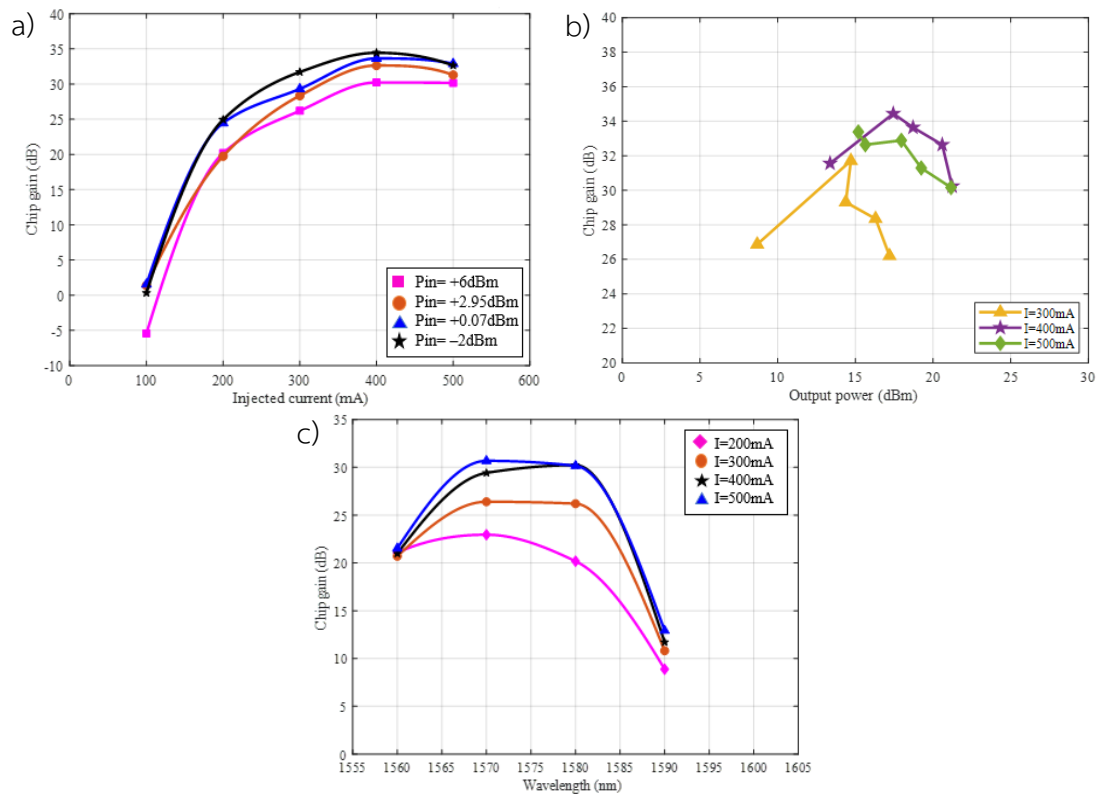 a)
40
35
30
25
20
15
10
5
0
-5
-10
Chip gain (dB)
0 100 200 300 400 500 600
Injected current (mA)
Pin= +6dBm
Pin= +2.95dBm
Pin= +0.07dBm
Pin= –2dBm
b)
40
38
36
34
32
30
28
26
24
22
20
Chip gain (dB)
0 5 10 15 20 25 30
Output power (dBm)
I=300mA
I=400mA
I=500mA
c)
35
30
25
20
15
10
5
0
Chip gain (dB)
1555 1560 1565 1570 1575 1580 1585 1590 1595 1600 1605
Wavelength (nm)
I=200mA
I=300mA
I=400mA
I=500mA